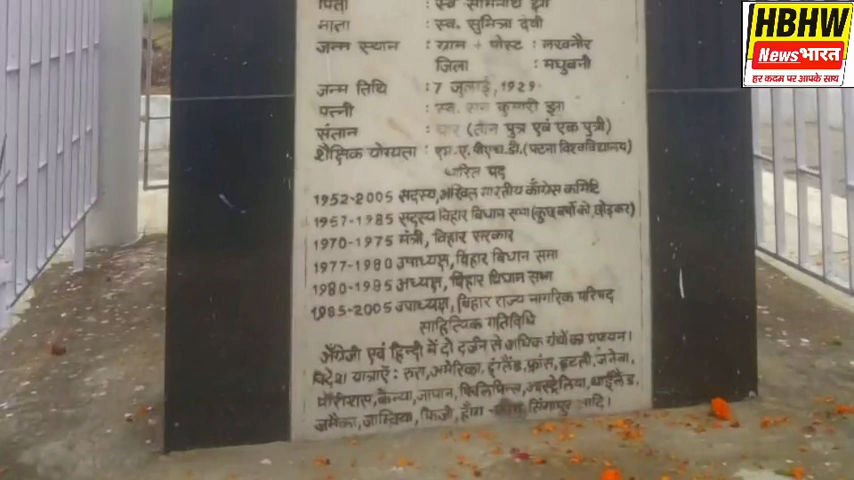 पिता : स्व. सोमनाथ झा
माता : स्व. सुमित्रा देवी
जन्म स्थान : ग्राम + पोस्ट : लखनौर
जिला : मधुबनी
जन्म तिथि : 7 जुलाई, 1929
पत्नी : स्व. राज कुमारी झा
संतान : चार (तीन पुत्र एवं एक पुत्री)
शैक्षिक योग्यता : एम.ए.पीएच.डी.(पटना विश्वविद्यालय)
धारित पद
1952-2005 सदस्य, अखिल भारतीय काँग्रेस कमिटि
1957-1985 सदस्य बिहार विधान सभा (कुछ वर्षो को छोड़कर)
1970-1975 मंत्री, बिहार सरकार
1977-1980 उपाध्यक्ष, बिहार विधान सभा
1980-1985 अध्यक्ष, बिहार विधान सभा
1985-2005 उपाध्यक्ष, बिहार राज्य नागरिक परिषद
साहित्यिक गतिविधि
अँग्रेजी एवं हिन्दी में दो दर्जन से अधिक ग्रंथों का प्रणयन।
विदेश यात्राएँ : रुस, अमेरिका, इंग्लैंड, फ्रांस, इटली, जेनेवा,
मॉरीशस, केन्या, जापान, फिलिपिन्स, आस्ट्रेलिया, थाईलैंड,
जमैका, जाम्बिया, फिजी, हाँग सिंगापुर आदि।
HBHW
News भारत
हर कदम पर आपके साथ